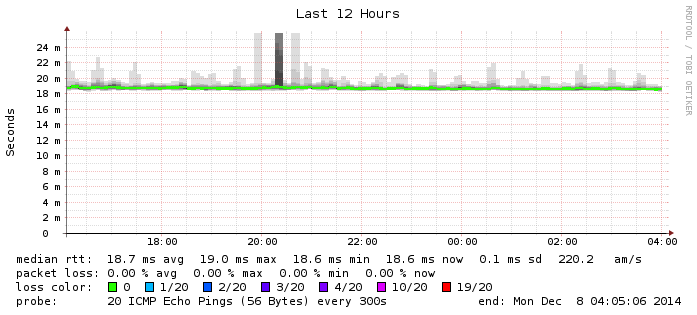 Last 12 Hours
RRDTOOL / TOBI OETIKER
Seconds
24 m
22 m
20 m
18 m
16 m
14 m
12 m
10 m
8 m
6 m
4 m
2 m
0
18:00 20:00 22:00 00:00 02:00 04:00
median rtt: 18.7 ms avg 19.0 ms max 18.6 ms min 18.6 ms now 0.1 ms sd 220.2 am/s
packet loss: 0.00 % avg 0.00 % max 0.00 % min 0.00 % now
loss color: 0 1/20 2/20 3/20 4/20 10/20 19/20
probe: 20 ICMP Echo Pings (56 Bytes) every 300s end: Mon Dec 8 04:05:06 2014